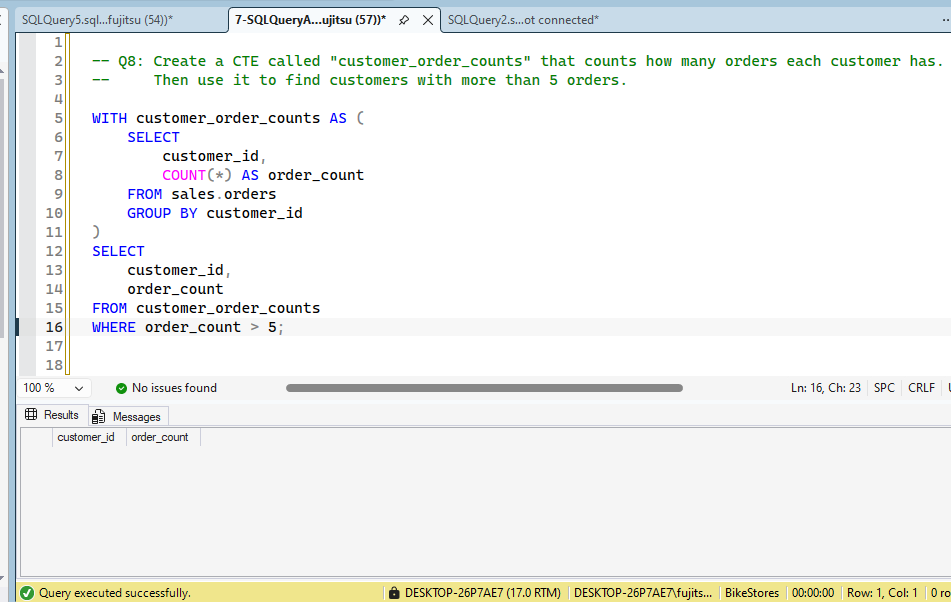 SQLQuery5.sql...fujitsu (54))*
7-SQLQueryA...ujitsu (57))*
SQLQuery2.s...ot connected*
1
2 -- Q8: Create a CTE called "customer_order_counts" that counts how many orders each customer has.
3 --     Then use it to find customers with more than 5 orders.
4
5 WITH customer_order_counts AS (
6     SELECT
7         customer_id,
8         COUNT(*) AS order_count
9     FROM sales.orders
10     GROUP BY customer_id
11 )
12 SELECT
13     customer_id,
14     order_count
15 FROM customer_order_counts
16 WHERE order_count > 5;
17
18
100 %
No issues found
Ln: 16, Ch: 23
SPC
CRLF
Results
Messages
customer_id order_count
Query executed successfully.
DESKTOP-26P7AE7 (17.0 RTM)
DESKTOP-26P7AE7\fujits...
BikeStores
00:00:00
Row: 1, Col: 1
0